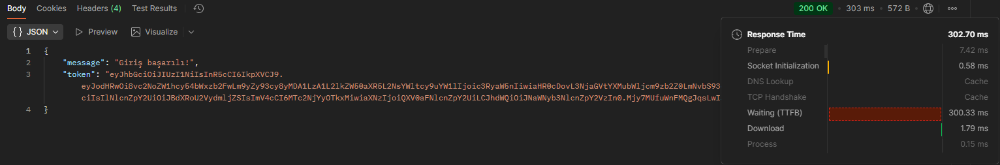 Body Cookies Headers (4) Test Results
200 OK • 303 ms • 572 B
{} JSON Preview Visualize
Response Time 302.70 ms
Prepare 7.42 ms
Socket Initialization 0.58 ms
DNS Lookup Cache
TCP Handshake Cache
Waiting (TTFB) 300.33 ms
Download 1.79 ms
Process 0.15 ms
1 {
2 "message": "Giriş başarılı!",
3 "token": "eyJhbGciOiJIUzI1NiIsInR5cCI6IkpXVCJ9.
eyJodHRwOi8vc2NoZW1hcy54bWxzb2FwLm9yZy93cy8yMDA1LzA1L2lkZW50aXR5L2NsYWltcy9uYW1lIjoic3RyaW5nIiwiaHR0cDovL3NjaGVtYXMubWljcm9zb2Z0LmNvbS93
ciIsIlNlcnZpY2UiOiJBdXRoU2VydmljZSIsImV4cCI6MTc2NjYyOTkxMiwiaXNzIjoiQXV0aFNlcnZpY2UiLCJhdWQiOiJNaWNyb3NlcnZpY2VzIn0.Mjy7MUfuWnFMQgJqsLwI
4 }